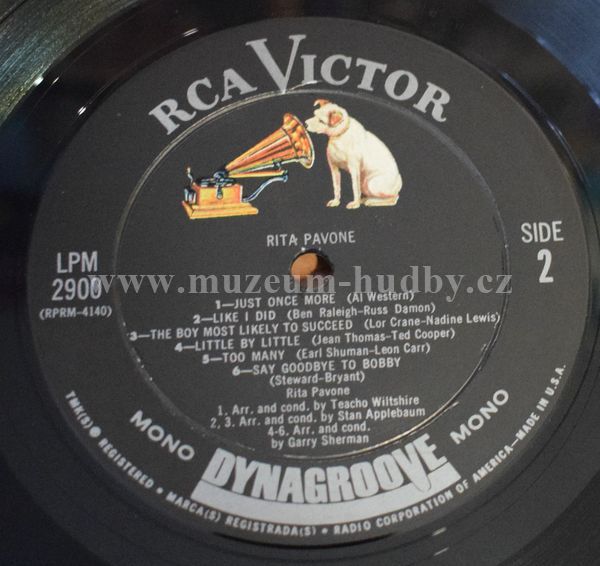 RCA VICTOR
RITA PAVONE
LPM
2900
(RPRM-4140)
SIDE
2
www.muzeum-hudby.cz
1—JUST ONCE MORE (Al Western)
2—LIKE I DID (Ben Raleigh-Russ Damon)
3—THE BOY MOST LIKELY TO SUCCEED (Lor Crane-Nadine Lewis)
4—LITTLE BY LITTLE (Jean Thomas-Ted Cooper)
5—TOO MANY (Earl Shuman-Leon Carr)
6—SAY GOODBYE TO BOBBY
(Steward-Bryant)
Rita Pavone
1. Arr. and cond. by Teacho Wiltshire
2, 3. Arr. and cond. by Stan Applebaum
4-6. Arr. and cond.
by Garry Sherman
MONO DYNAGROOVE MONO
TMK(S) ® REGISTERED • MARCA(S) REGISTRADA(S) • RADIO CORPORATION OF AMERICA—MADE IN U.S.A.